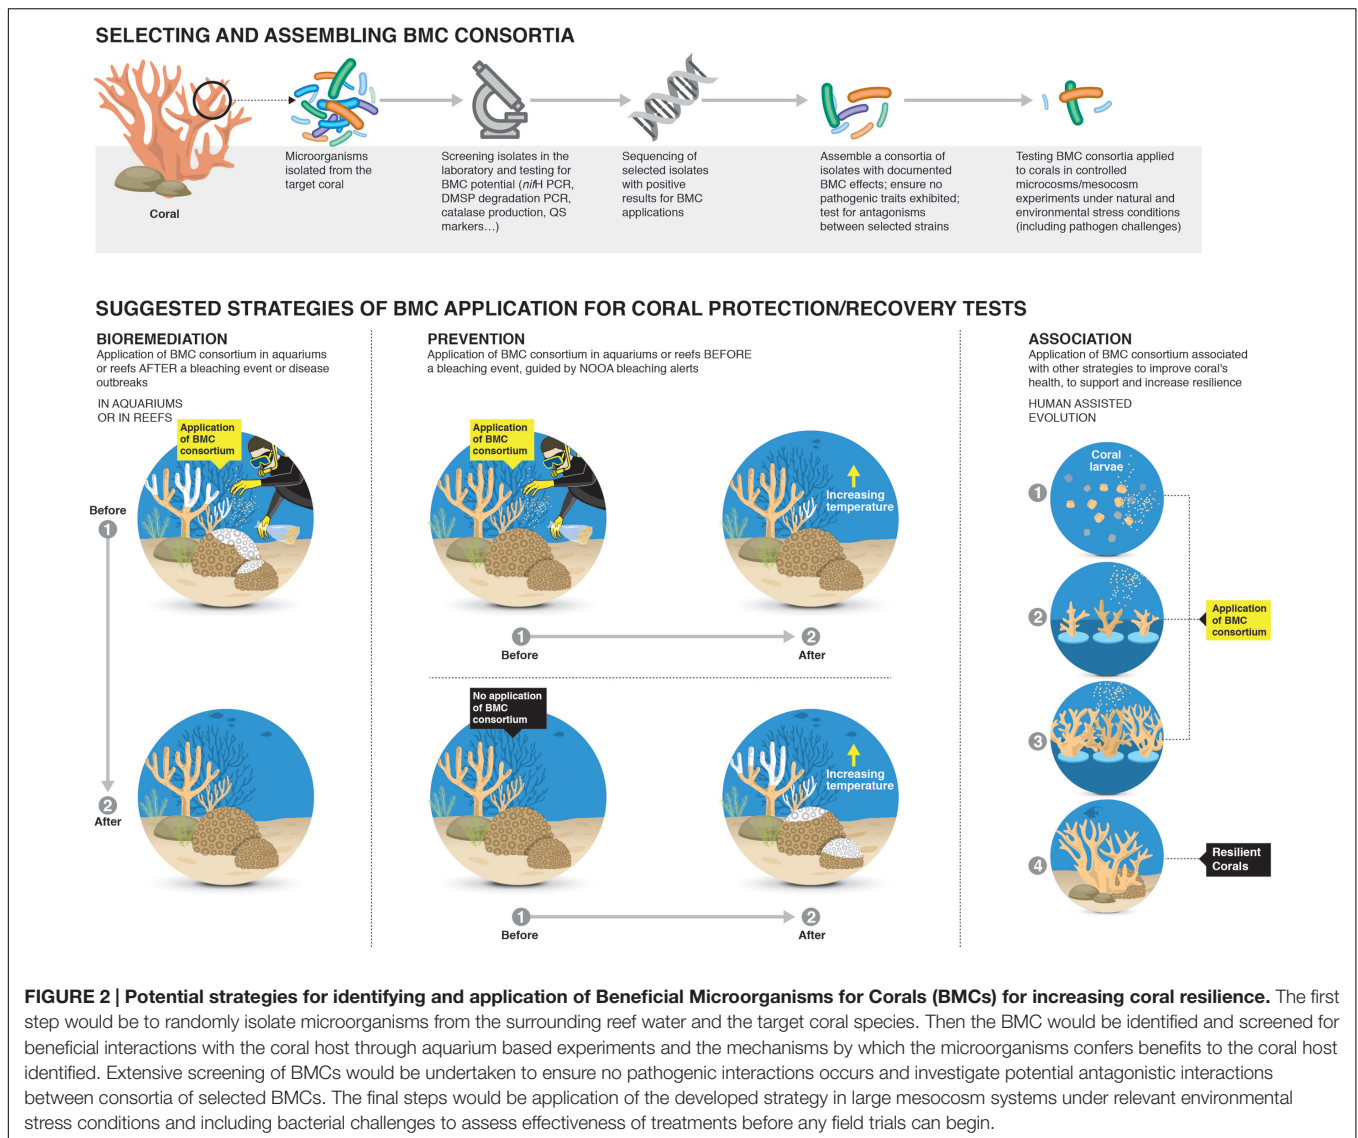 SELECTING AND ASSEMBLING BMC CONSORTIA
Coral
Microorganisms
isolated from the
target coral
Screening isolates in the
laboratory and testing for
BMC potential (nifH PCR,
DMSP degradation PCR,
catalase production, QS
markers…)
Sequencing of
selected isolates
with positive
results for BMC
applications
Assemble a consortia of
isolates with documented
BMC effects; ensure no
pathogenic traits exhibited;
test for antagonisms
between selected strains
Testing BMC consortia applied
to corals in controlled
microcosms/mesocosm
experiments under natural and
environmental stress conditions
(including pathogen challenges)
SUGGESTED STRATEGIES OF BMC APPLICATION FOR CORAL PROTECTION/RECOVERY TESTS
BIOREMEDIATION
Application of BMC consortium in aquariums
or reefs AFTER a bleaching event or disease
outbreaks
IN AQUARIUMS
OR IN REEFS
Application
of BMC
consortium
Before
1
2
After
PREVENTION
Application of BMC consortium in aquariums or reefs BEFORE
a bleaching event, guided by NOOA bleaching alerts
Application
of BMC
consortium
Increasing
temperature
1
Before
2
After
No application
of BMC
consortium
Increasing
temperature
1
Before
2
After
ASSOCIATION
Application of BMC consortium associated
with other strategies to improve coral's
health, to support and increase resilience
HUMAN ASSISTED
EVOLUTION
Coral
larvae
1
2
Application
of BMC
consortium
3
4
Resilient
Corals
FIGURE 2 | Potential strategies for identifying and application of Beneficial Microorganisms for Corals (BMCs) for increasing coral resilience. The first
step would be to randomly isolate microorganisms from the surrounding reef water and the target coral species. Then the BMC would be identified and screened for
beneficial interactions with the coral host through aquarium based experiments and the mechanisms by which the microorganisms confers benefits to the coral host
identified. Extensive screening of BMCs would be undertaken to ensure no pathogenic interactions occurs and investigate potential antagonistic interactions
between consortia of selected BMCs. The final steps would be application of the developed strategy in large mesocosm systems under relevant environmental
stress conditions and including bacterial challenges to assess effectiveness of treatments before any field trials can begin.